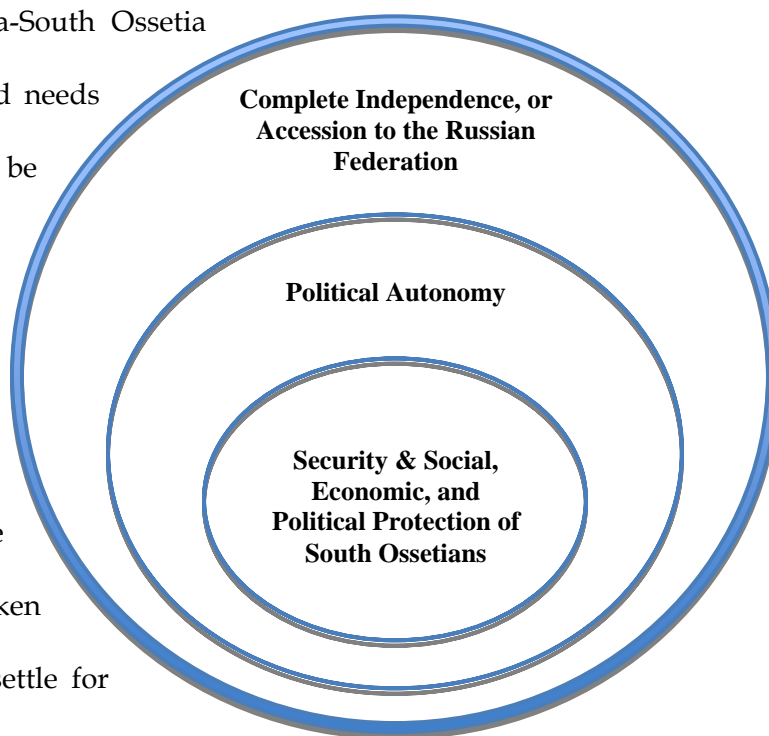 a-South Ossetia
d needs
be
e
ken
settle for
Complete Independence, or
Accession to the Russian
Federation
Political Autonomy
Security & Social,
Economic, and
Political Protection of
South Ossetians